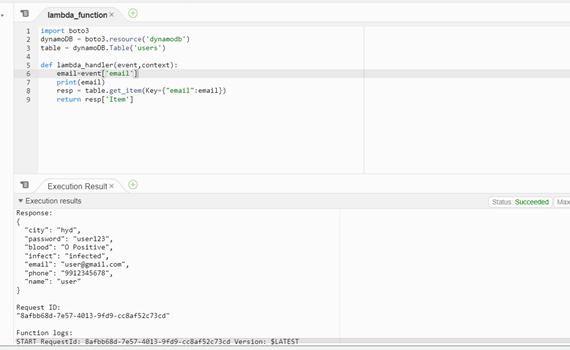 lambda_function
1 import boto3
2 dynamoDB = boto3.resource('dynamodb')
3 table = dynamoDB.Table('users')
4
5 def lambda_handler(event,context):
6     email=event['email']
7     print(email)
8     resp = table.get_item(Key={"email":email})
9     return resp['Item']
Execution Result
Execution results Status: Succeeded Max
Response:
{
  "city": "hyd",
  "password": "user123",
  "blood": "O Positive",
  "infect": "infected",
  "email": "user@gmail.com",
  "phone": "9912345678",
  "name": "user"
}
Request ID:
"8afbb68d-7e57-4013-9fd9-cc8af52c73cd"
Function logs:
START RequestId: 8afbb68d-7e57-4013-9fd9-cc8af52c73cd Version: $LATEST